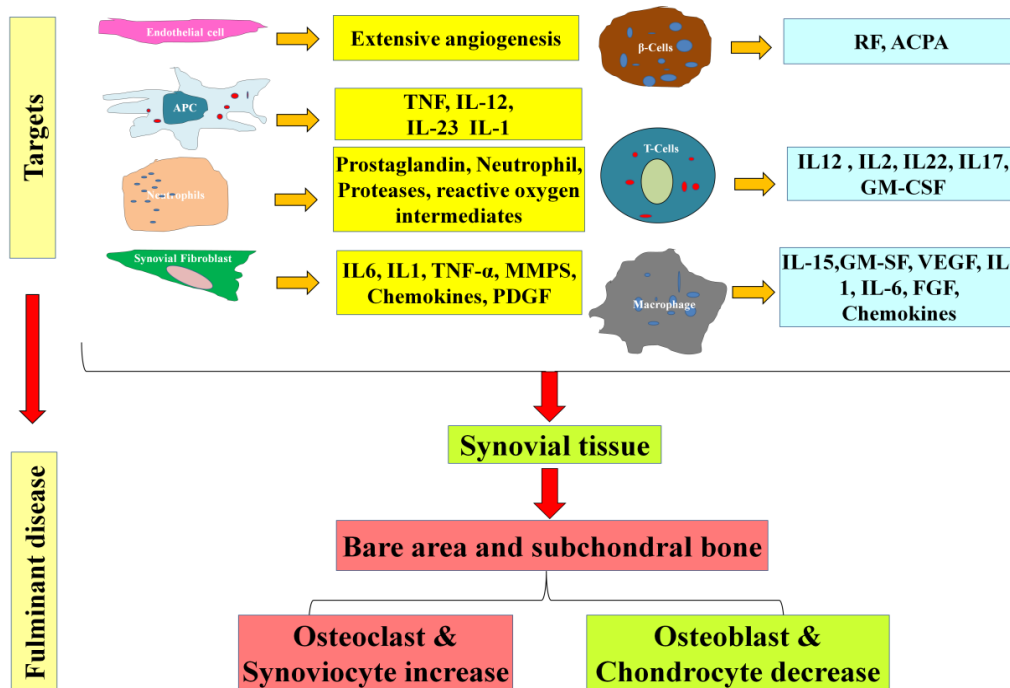 Targets
Endothelial cell
Extensive angiogenesis
APC
TNF, IL-12,
IL-23 IL-1
Neutrophils
Prostaglandin, Neutrophil,
Proteases, reactive oxygen
intermediates
Synovial Fibroblast
IL6, IL1, TNF-α, MMPS,
Chemokines, PDGF
β-Cells
RF, ACPA
T-Cells
IL12 , IL2, IL22, IL17,
GM-CSF
Macrophage
IL-15,GM-SF, VEGF, IL-
1, IL-6, FGF,
Chemokines
Fulminant disease
Synovial tissue
Bare area and subchondral bone
Osteoclast &
Synoviocyte increase
Osteoblast &
Chondrocyte decrease